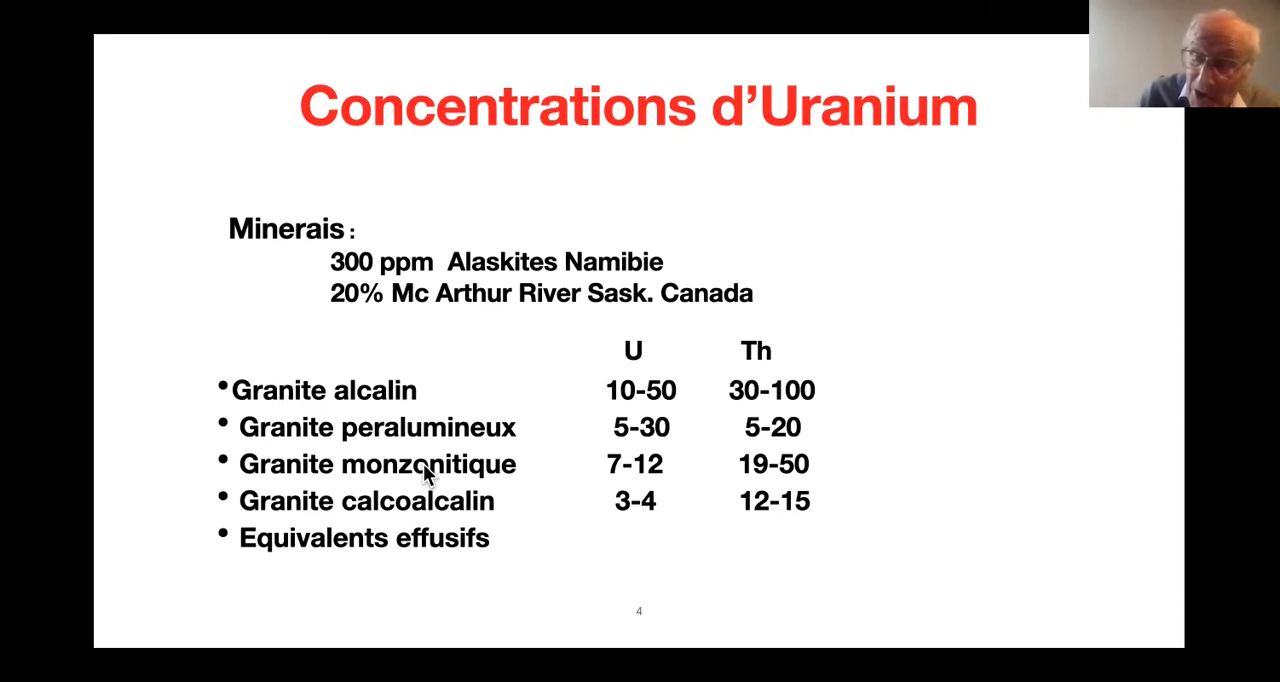 Concentrations d’Uranium
Minerais :
300 ppm Alaskites Namibie
20% Mc Arthur River Sask. Canada
U Th
• Granite alcalin 10-50 30-100
• Granite peralumineux 5-30 5-20
• Granite monzonitique 7-12 19-50
• Granite calcoalcalin 3-4 12-15
• Equivalents effusifs
4